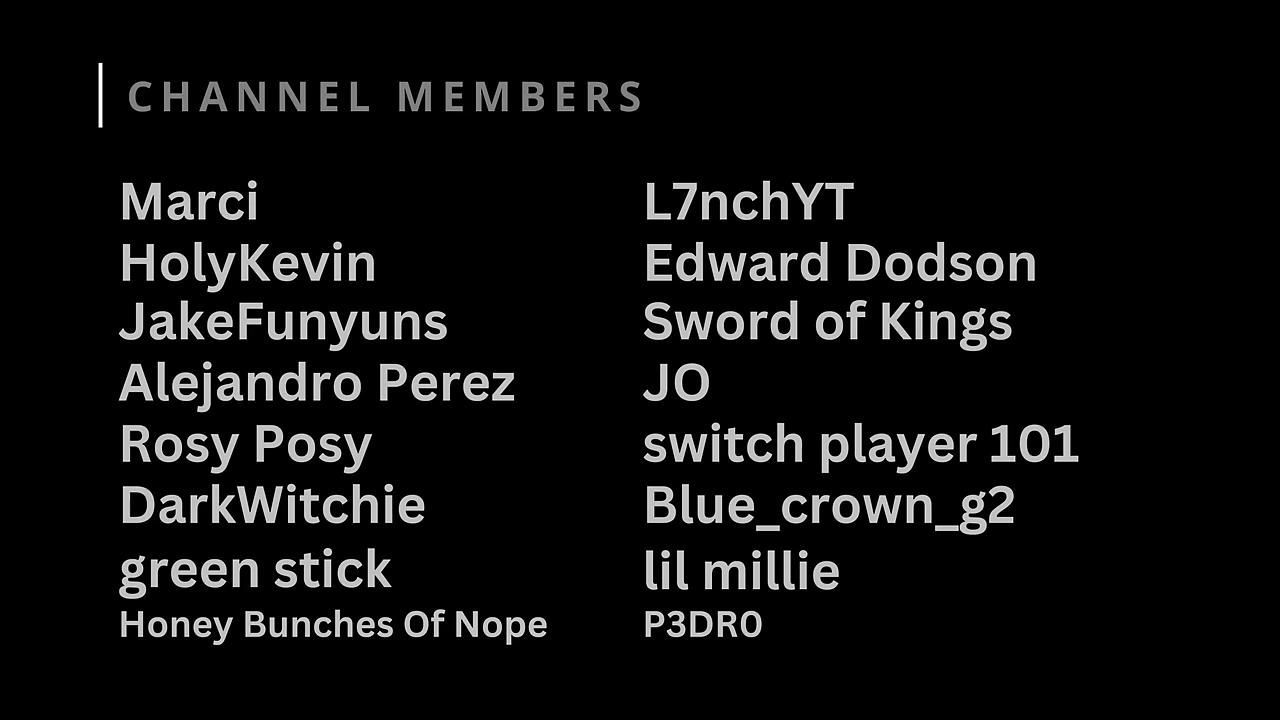 CHANNEL MEMBERS
Marci
HolyKevin
JakeFunyuns
Alejandro Perez
Rosy Posy
DarkWitchie
green stick
Honey Bunches Of Nope
L7nchYT
Edward Dodson
Sword of Kings
JO
switch player 101
Blue_crown_g2
lil millie
P3DR0